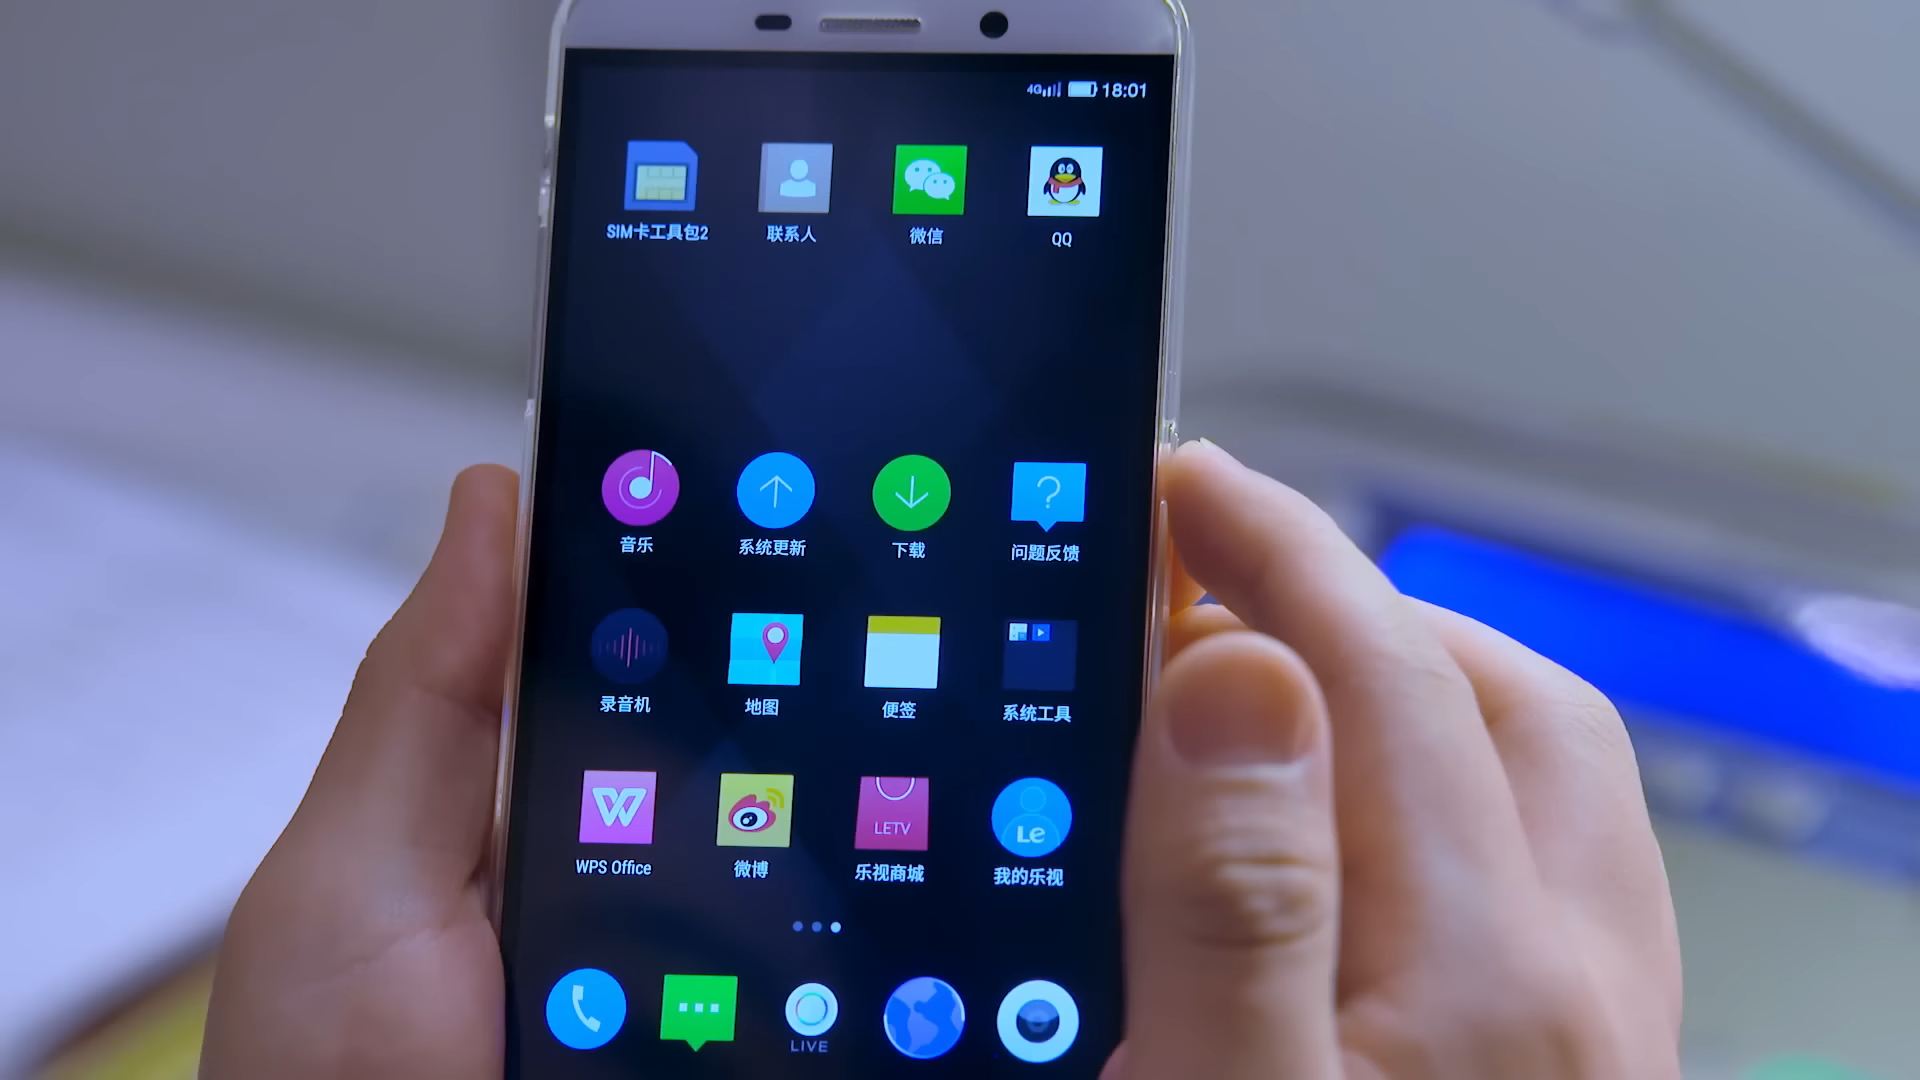 4G 18:01
SIM卡工具包2 联系人 微信 QQ
音乐 系统更新 下载 问题反馈
录音机 地图 便签 系统工具
LETV Le
WPS Office 微博 乐视商城 我的乐视
LIVE